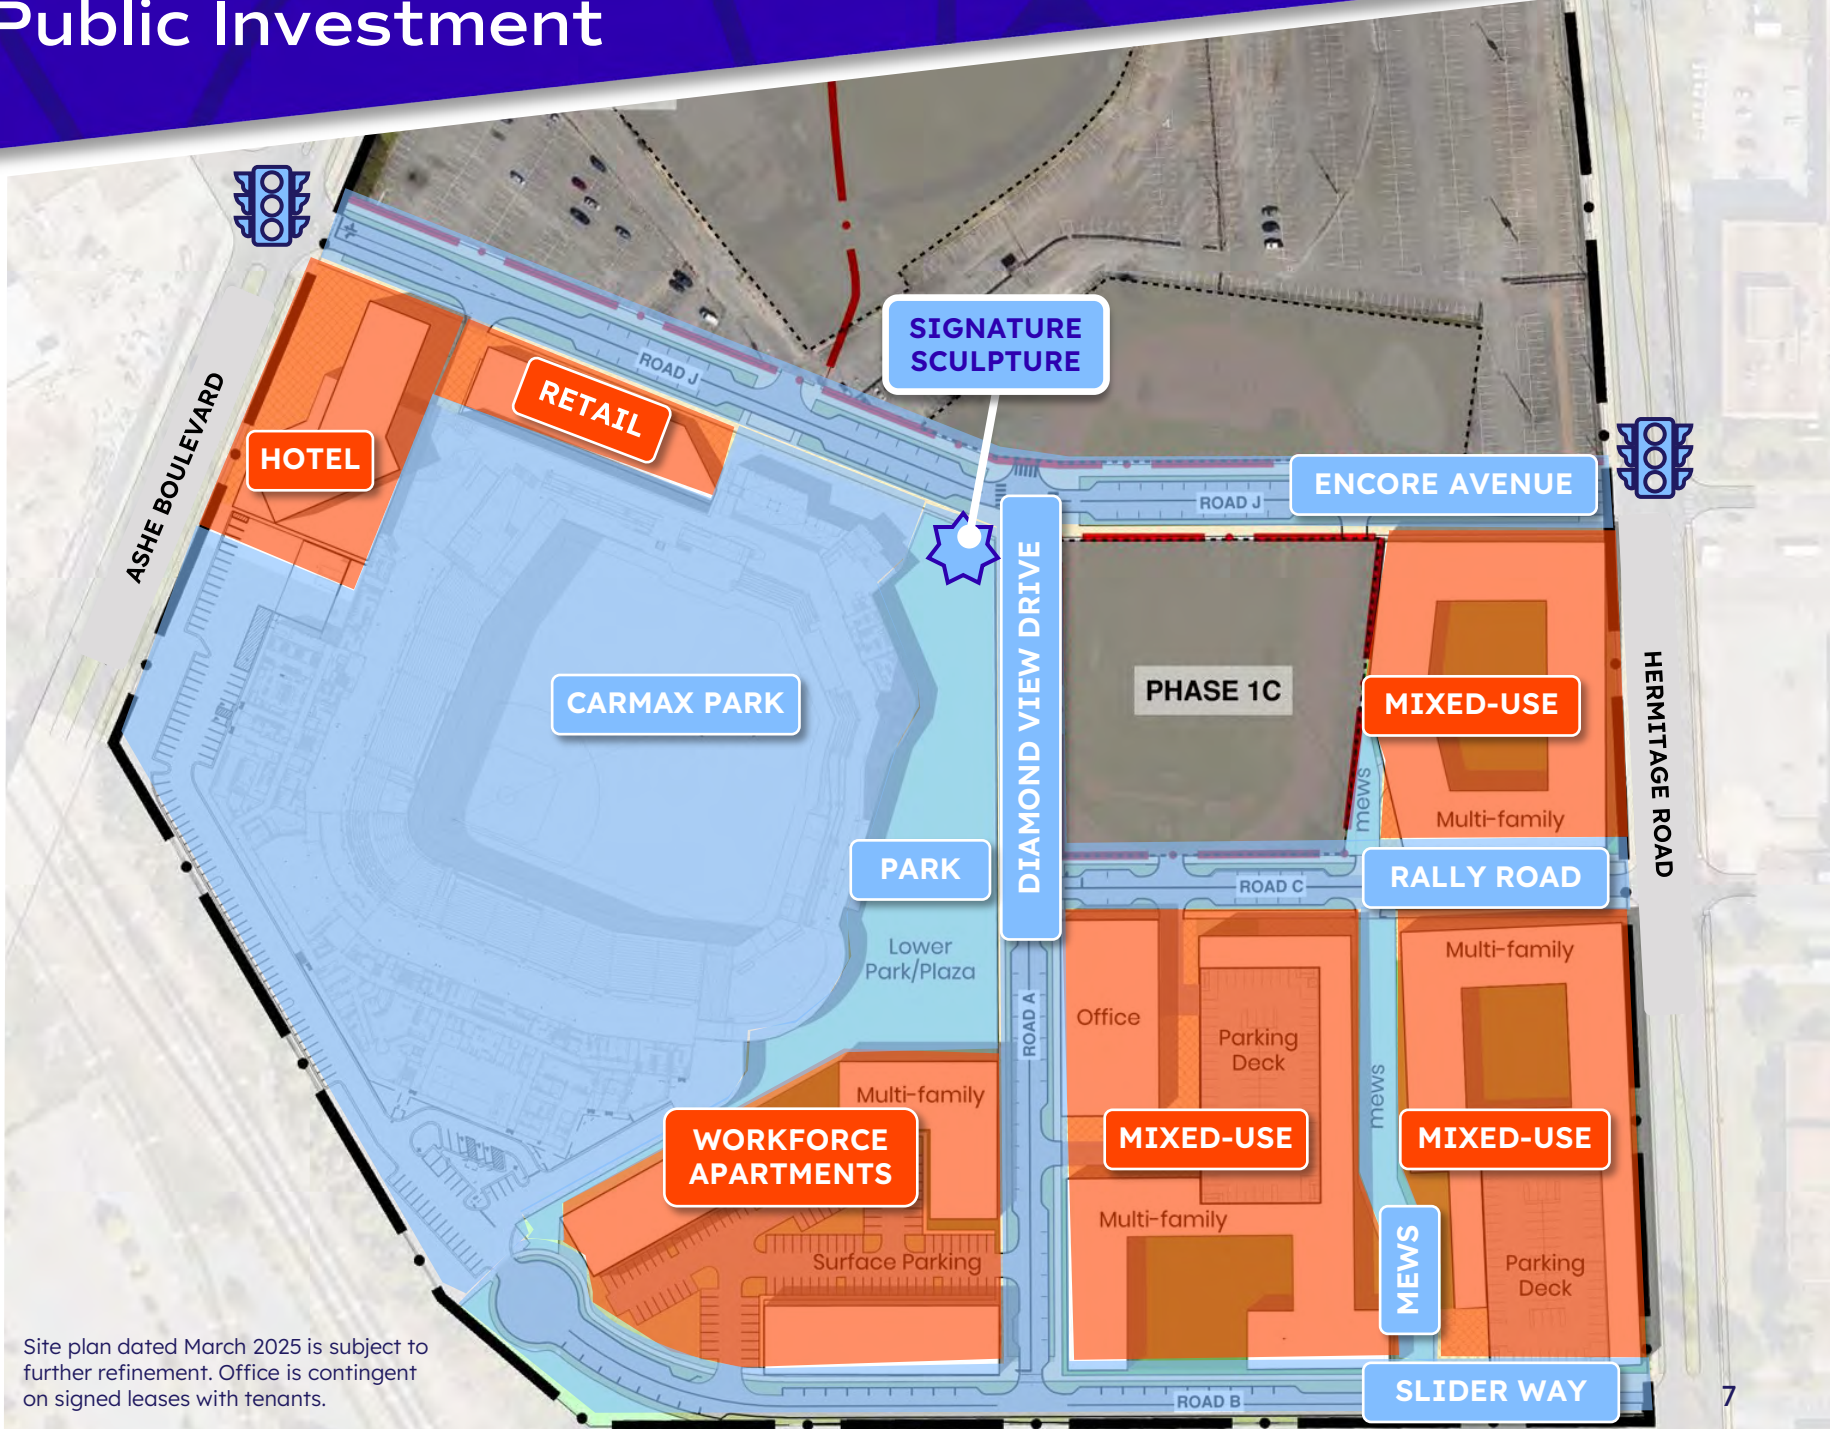 Public Investment
SIGNATURE
SCULPTURE
ROAD J
RETAIL
HOTEL
ASHE BOULEVARD
ENCORE AVENUE
ROAD J
DIAMOND VIEW DRIVE
CARMAX PARK
PHASE 1C
MIXED-USE
HERMITAGE ROAD
mews
Multi-family
PARK
RALLY ROAD
ROAD C
Lower
Park/Plaza
Multi-family
ROAD A
Office
Parking
Deck
mews
Multi-family
WORKFORCE
APARTMENTS
MIXED-USE
MIXED-USE
Multi-family
Surface Parking
MEWS
Parking
Deck
Site plan dated March 2025 is subject to
further refinement. Office is contingent
on signed leases with tenants.
ROAD B
SLIDER WAY
7